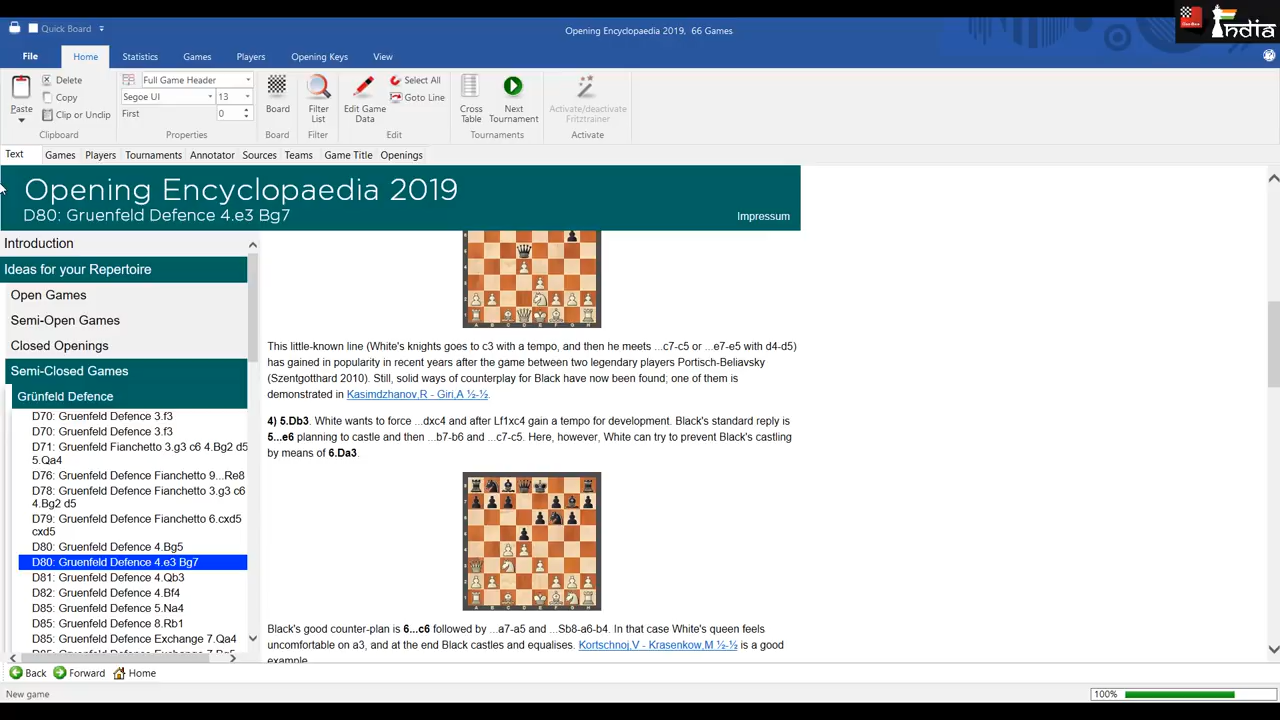 Quick Board
Opening Encyclopaedia 2019, 66 Games
India
File Home Statistics Games Players Opening Keys View
Paste
Delete
Copy
Clip or Undip
Clipboard
Full Game Header
Segoe UI 13
First 0
Properties
Board
Board
Filter List
Filter
Edit Game Data
Select All
Goto Line
Edit
Cross Table
Next Tournament
Tournaments
Activate/deactivate Fritztrainer
Activate
Text Games Players Tournaments Annotator Sources Teams Game Title Openings
Opening Encyclopaedia 2019
D80: Gruenfeld Defence 4.e3 Bg7
Impressum
Introduction
Ideas for your Repertoire
Open Games
Semi-Open Games
Closed Openings
Semi-Closed Games
Grünfeld Defence
D70: Gruenfeld Defence 3.f3
D70: Gruenfeld Defence 3.f3
D71: Gruenfeld Fianchetto 3.g3 c6 4.Bg2 d5
5.Qa4
D76: Gruenfeld Defence Fianchetto 9...Re8
D78: Gruenfeld Defence Fianchetto 3.g3 c6
4.Bg2 d5
D79: Gruenfeld Defence Fianchetto 6.cxd5
cxd5
D80: Gruenfeld Defence 4.Bg5
D80: Gruenfeld Defence 4.e3 Bg7
D81: Gruenfeld Defence 4.Qb3
D82: Gruenfeld Defence 4.Bf4
D85: Gruenfeld Defence 5.Na4
D85: Gruenfeld Defence 8.Rb1
D85: Gruenfeld Defence Exchange 7.Qa4
This little-known line (White's knights goes to c3 with a tempo, and then he meets ...c7-c5 or ...e7-e5 with d4-d5)
has gained in popularity in recent years after the game between two legendary players Portisch-Beliavsky
(Szentgotthard 2010). Still, solid ways of counterplay for Black have now been found; one of them is
demonstrated in Kasimdzhanov,R - Giri,A ½-½.
4) 5.Db3. White wants to force ...dxc4 and after Lf1xc4 gain a tempo for development. Black's standard reply is
5...e6 planning to castle and then ...b7-b6 and ...c7-c5. Here, however, White can try to prevent Black's castling
by means of 6.Da3.
Black's good counter-plan is 6...c6 followed by ...a7-a5 and ...Sb8-a6-b4. In that case White's queen feels
uncomfortable on a3, and at the end Black castles and equalises. Kortschnoj,V - Krasenkow,M ½-½ is a good
example.
Back Forward Home
New game
100%